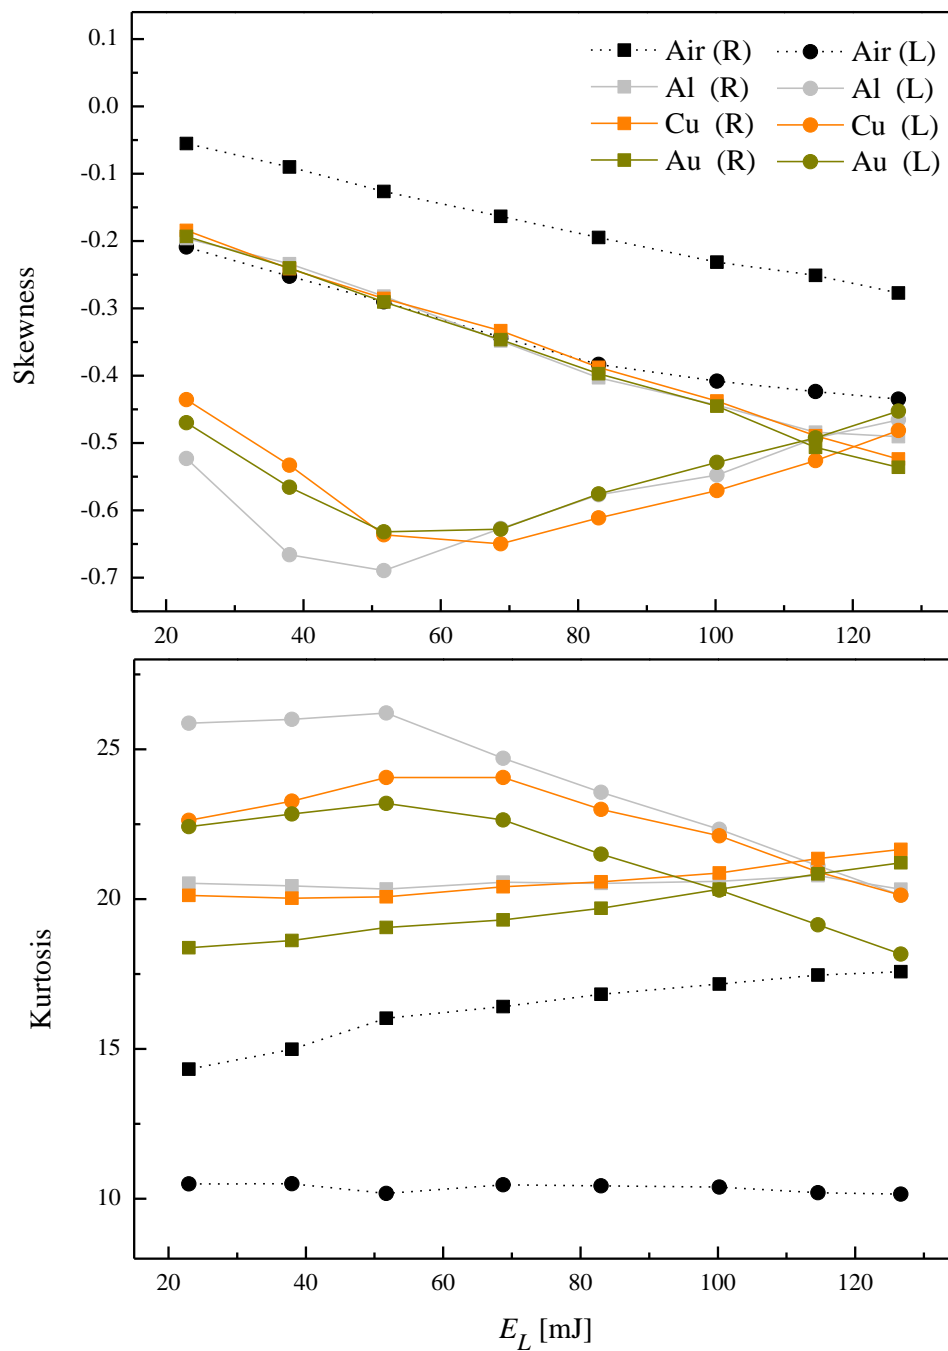 0.1
0.0
-0.1
-0.2
-0.3
-0.4
-0.5
-0.6
-0.7
Skewness
Air (R) Air (L)
Al (R) Al (L)
Cu (R) Cu (L)
Au (R) Au (L)
20 40 60 80 100 120
25
20
15
10
Kurtosis
20 40 60 80 100 120
E_L [mJ]